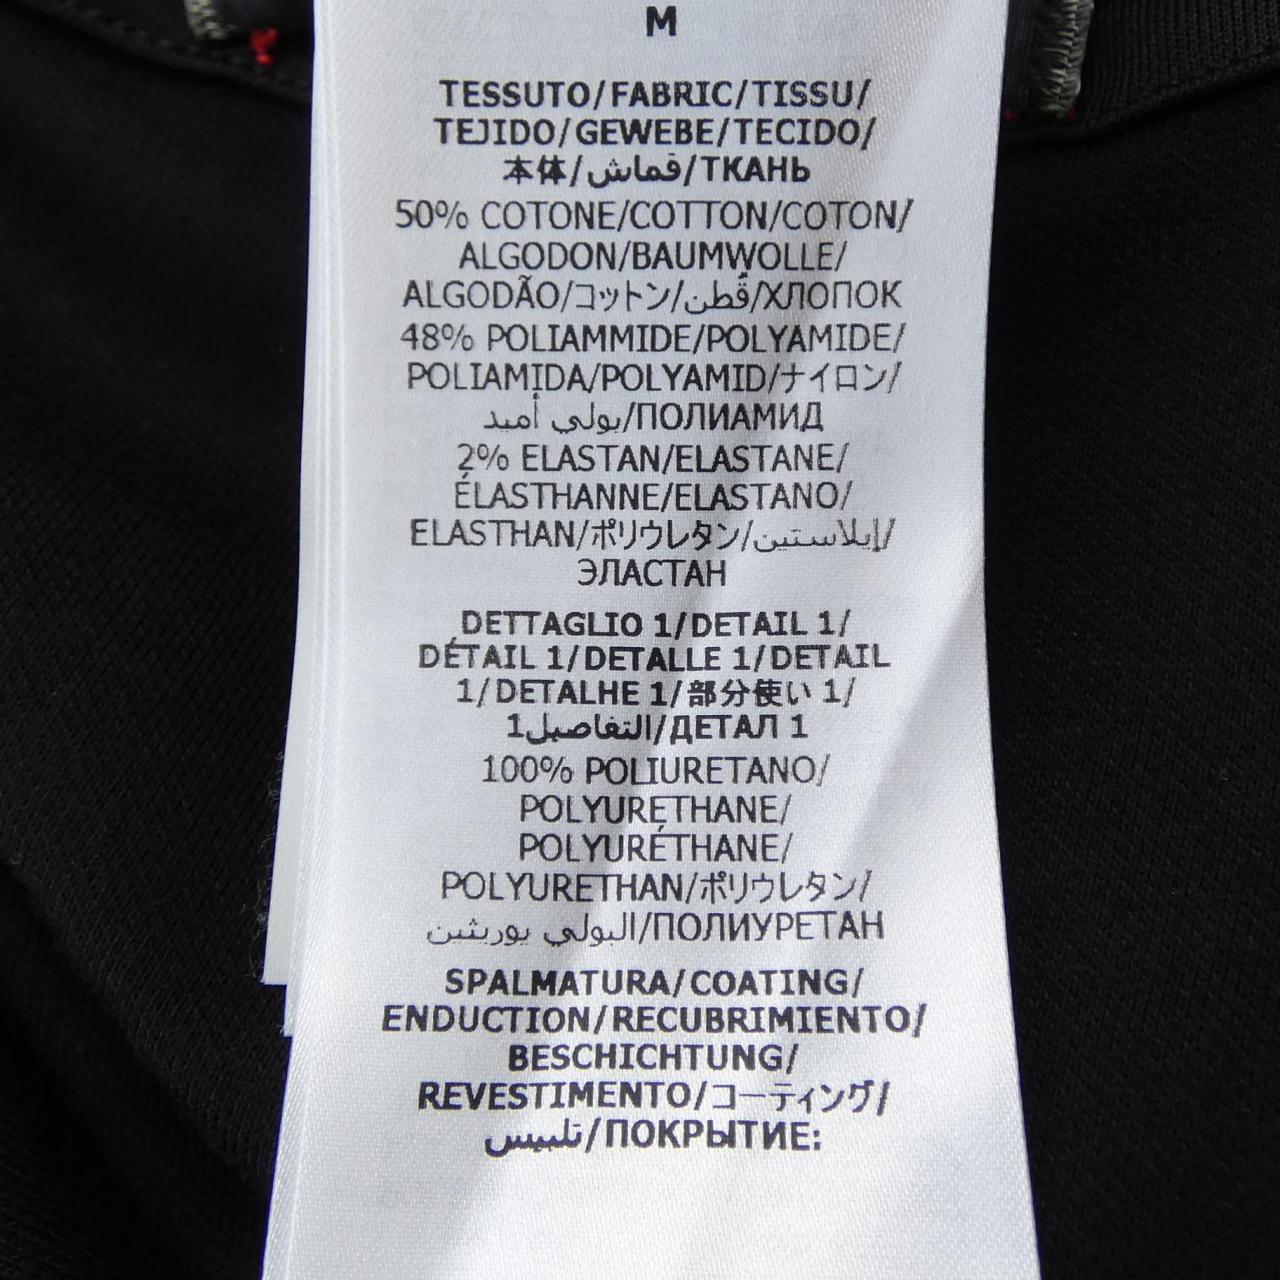 M
TESSUTO/FABRIC/TISSU/
TEJIDO/GEWEBE/TECIDO/
本体/قماش/ТКАНЬ
50% COTONE/COTTON/COTON/
ALGODON/BAUMWOLLE/
ALGODÃO/コットン/قُطن/ХЛОПОК
48% POLIAMMIDE/POLYAMIDE/
POLIAMIDA/POLYAMID/ナイロン/
بولي أميد/ПОЛИАМИД
2% ELASTAN/ELASTANE/
ÉLASTHANNE/ELASTANO/
ELASTHAN/ポリウレタン/إيلاستين/
ЭЛАСТАН
DETTAGLIO 1/DETAIL 1/
DÉTAIL 1/DETALLE 1/DETAIL
1/DETALHE 1/部分使い 1/
التفاصيل1/ДЕТАЛ 1
100% POLIURETANO/
POLYURETHANE/
POLYURÉTHANE/
POLYURETHAN/ポリウレタン/
البولي يوريثين/ПОЛИУРЕТАН
SPALMATURA/COATING/
ENDUCTION/RECUBRIMIENTO/
BESCHICHTUNG/
REVESTIMENTO/コーティング/
تلبيس/ПОКРЫТИЕ: